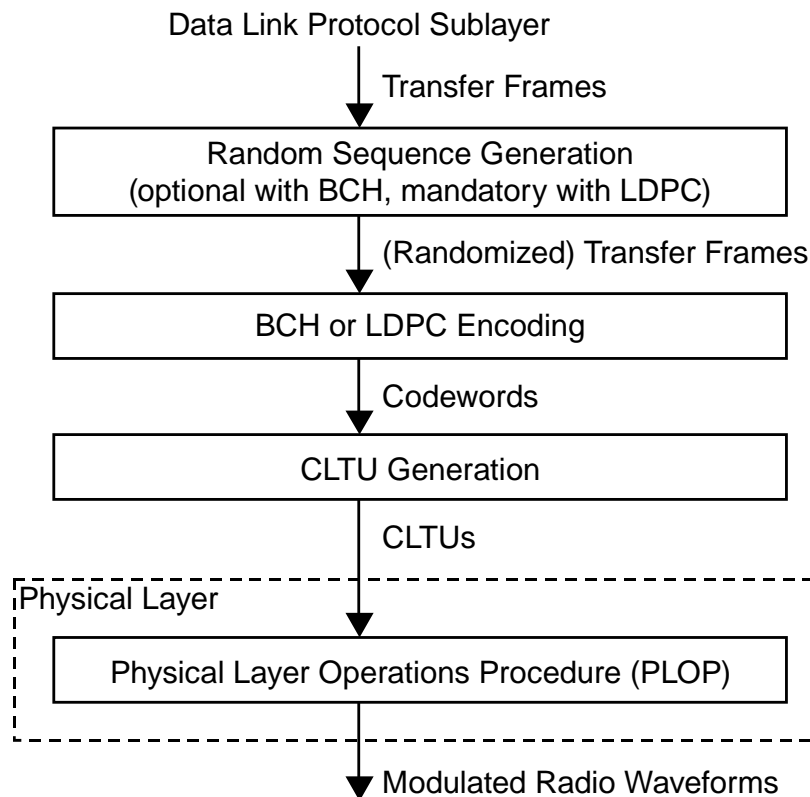 Data Link Protocol Sublayer
Transfer Frames
Random Sequence Generation
(optional with BCH, mandatory with LDPC)
(Randomized) Transfer Frames
BCH or LDPC Encoding
Codewords
CLTU Generation
CLTUs
Physical Layer
Physical Layer Operations Procedure (PLOP)
Modulated Radio Waveforms